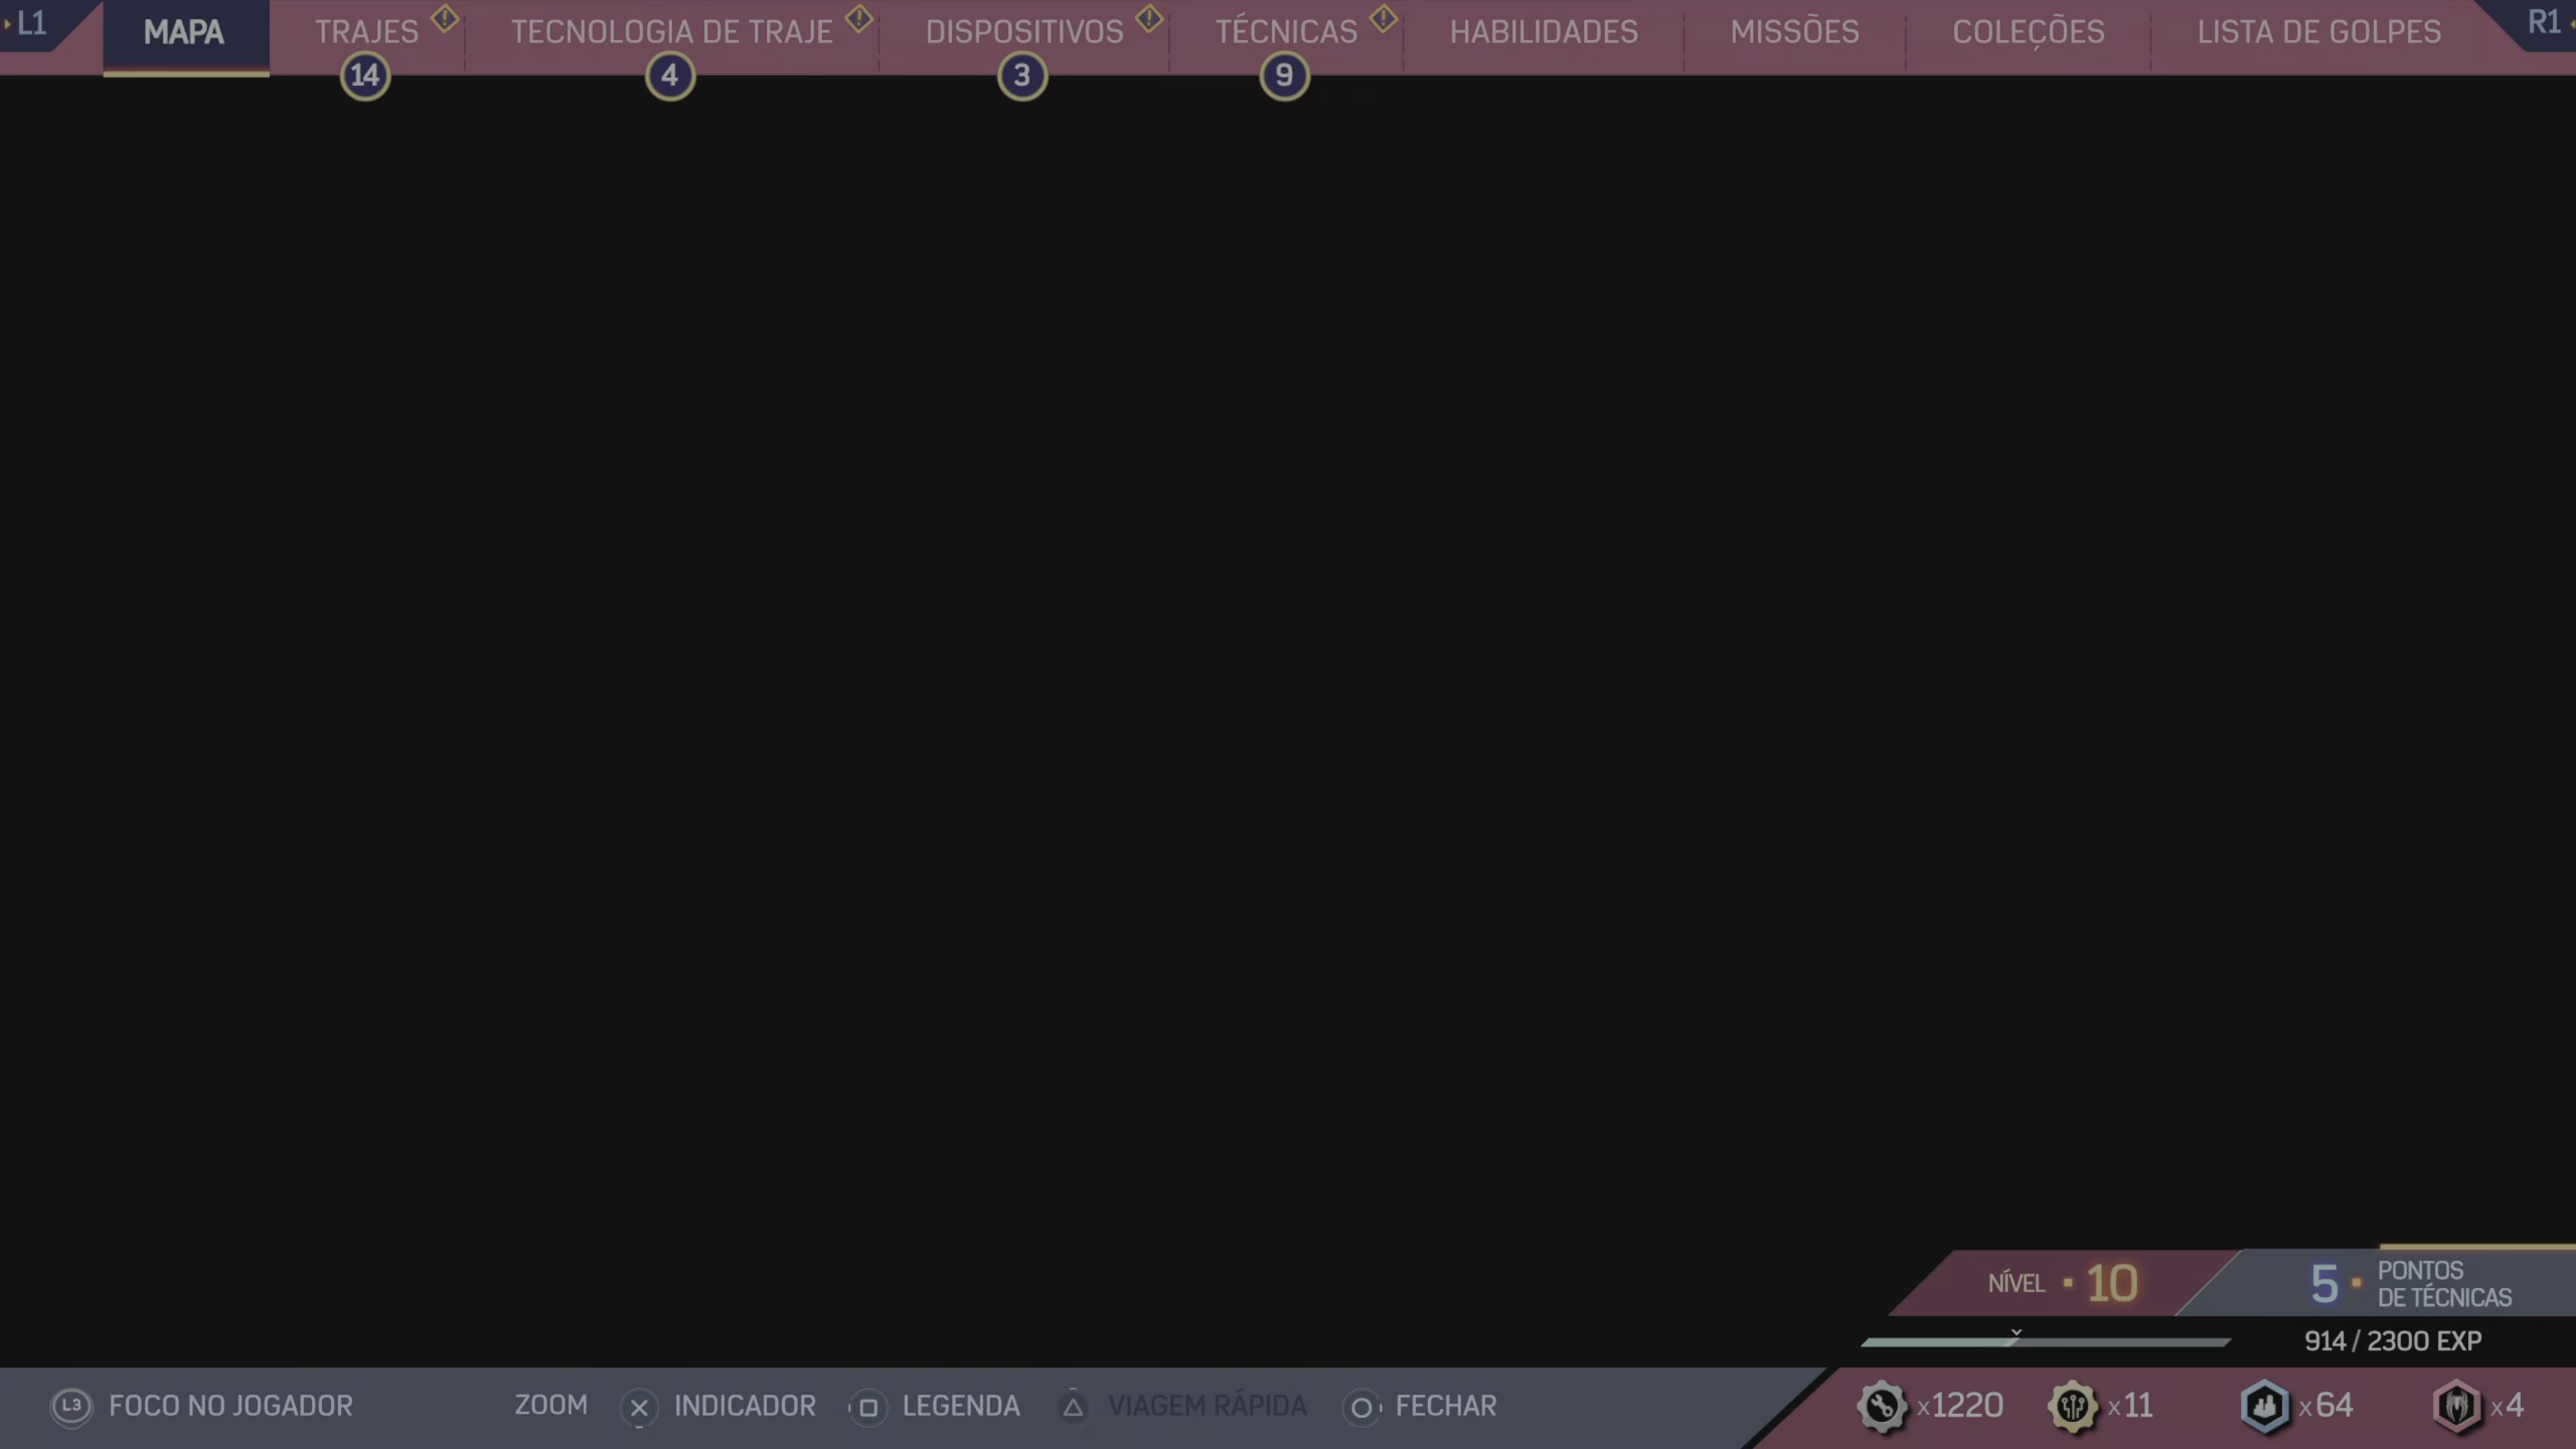 L1
MAPA
TRAJES
TECNOLOGIA DE TRAJE
DISPOSITIVOS
TÉCNICAS
HABILIDADES
MISSÕES
COLEÇÕES
LISTA DE GOLPES
R1
14
4
3
9
NÍVEL 10
5 PONTOS
DE TÉCNICAS
914 / 2300 EXP
L3 FOCO NO JOGADOR
ZOOM
INDICADOR
LEGENDA
VIAGEM RÁPIDA
FECHAR
x1220
x11
x64
x4